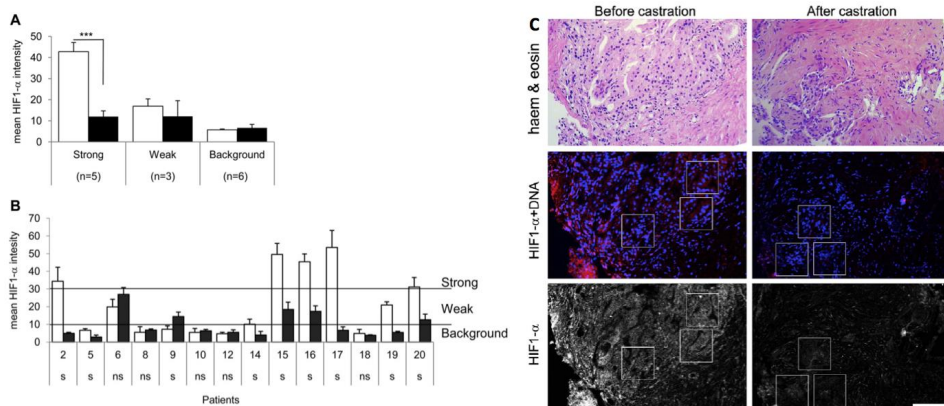 A
mean HIF1-α intensity
50
40
30
20
10
0
***
Strong Weak Background
(n=5) (n=3) (n=6)
B
mean HIF1-α intesity
70
60
50
40
30
20
10
0
Strong
Weak
Background
2 5 6 8 9 10 12 14 15 16 17 18 19 20
s s ns ns s ns ns s s s s ns s s
Patients
C
Before castration After castration
haem & eosin
HIF1-α+DNA
HIF1-α